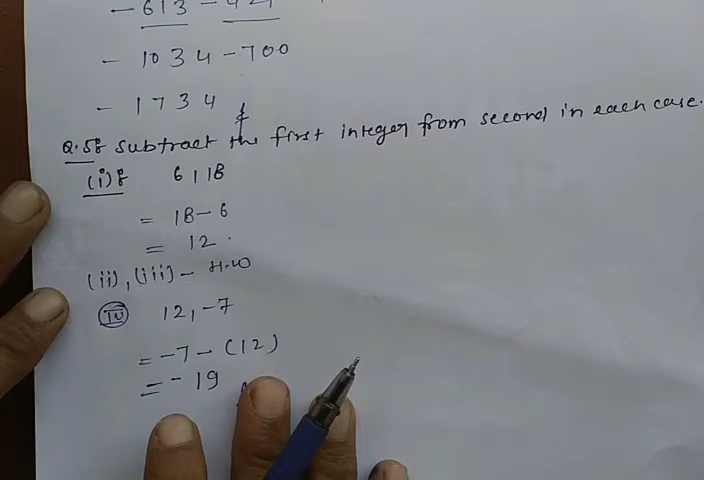 - 613 - 421
- 1034 - 700
- 1734
Q.5: Subtract the first integer from second in each case.
(i): 6, 18
= 18 - 6
= 12.
(ii), (iii) - H.W
(iv) 12, -7
= -7 - (12)
= -19